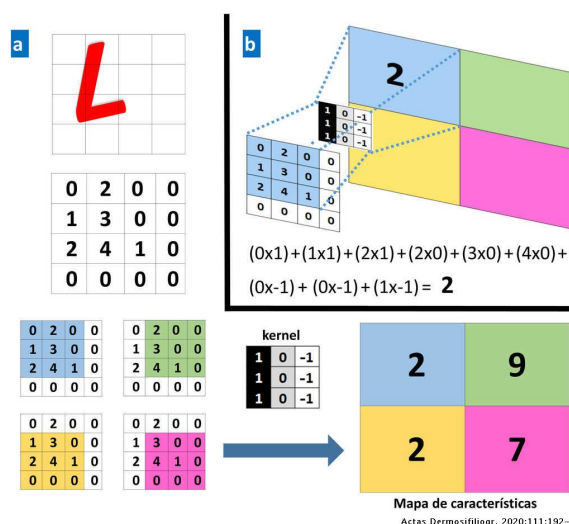 a
0 2 0 0
1 3 0 0
2 4 1 0
0 0 0 0
b
2
1 0 -1
1 0 -1
1 0 -1
0 2 0 0
1 3 0 0
2 4 1 0
0 0 0 0
(0x1)+(1x1)+(2x1)+(2x0)+(3x0)+(4x0)+
(0x-1) + (0x-1)+(1x-1)= 2
0 2 0 0
1 3 0 0
2 4 1 0
0 0 0 0
0 2 0 0
1 3 0 0
2 4 1 0
0 0 0 0
0 2 0 0
1 3 0 0
2 4 1 0
0 0 0 0
0 2 0 0
1 3 0 0
2 4 1 0
0 0 0 0
kernel
1 0 -1
1 0 -1
1 0 -1
2 9
2 7
Mapa de características
Actas Dermosifiliogr. 2020;111:192-